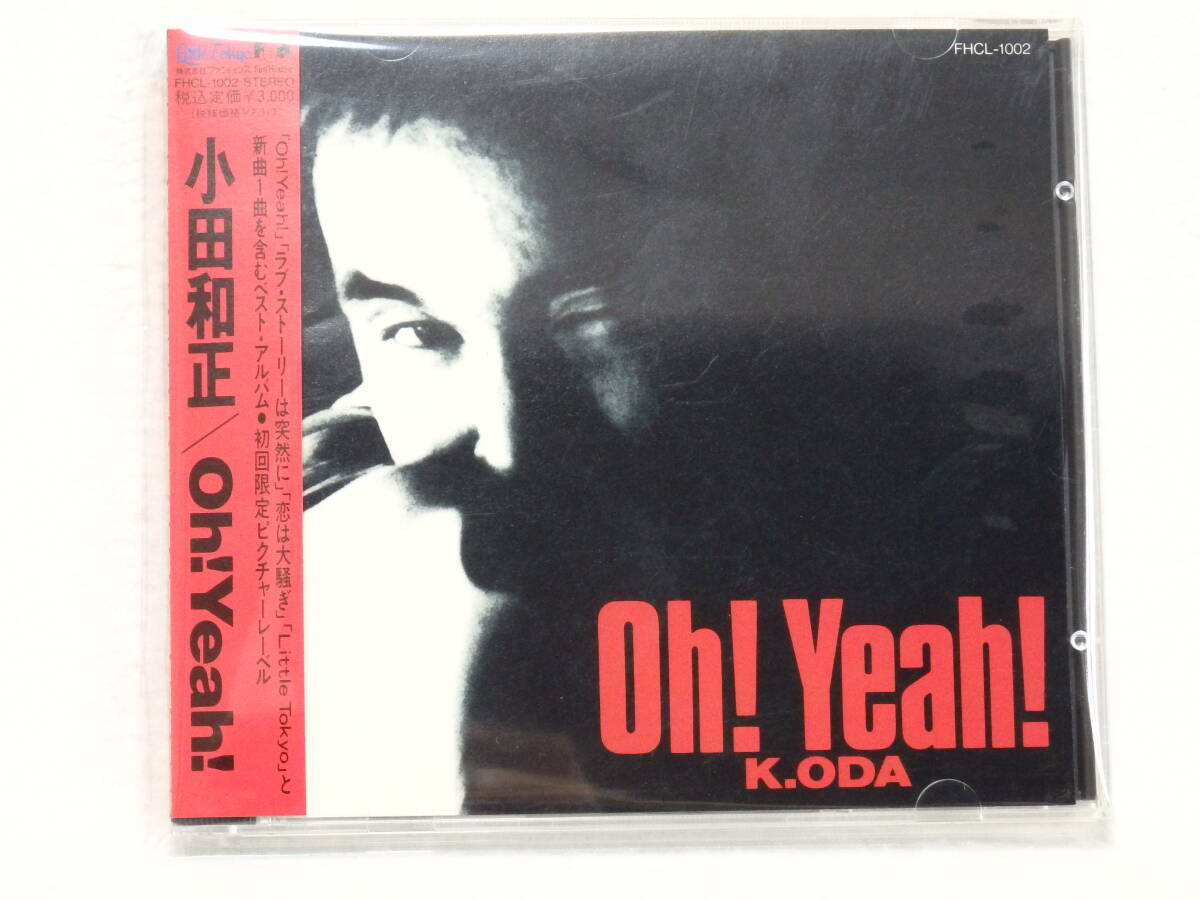 Little Tokyo
FHCL-1002 STEREO
税込定価¥3,000
小田和正/Oh!Yeah!
「Oh!Yeah!」「ラブ・ストーリーは突然に」「恋は大騒ぎ」「Little Tokyo」と
新曲1曲を含むベスト・アルバム●初回限定ピクチャーレーベル
FHCL-1002
Oh! Yeah!
K.ODA